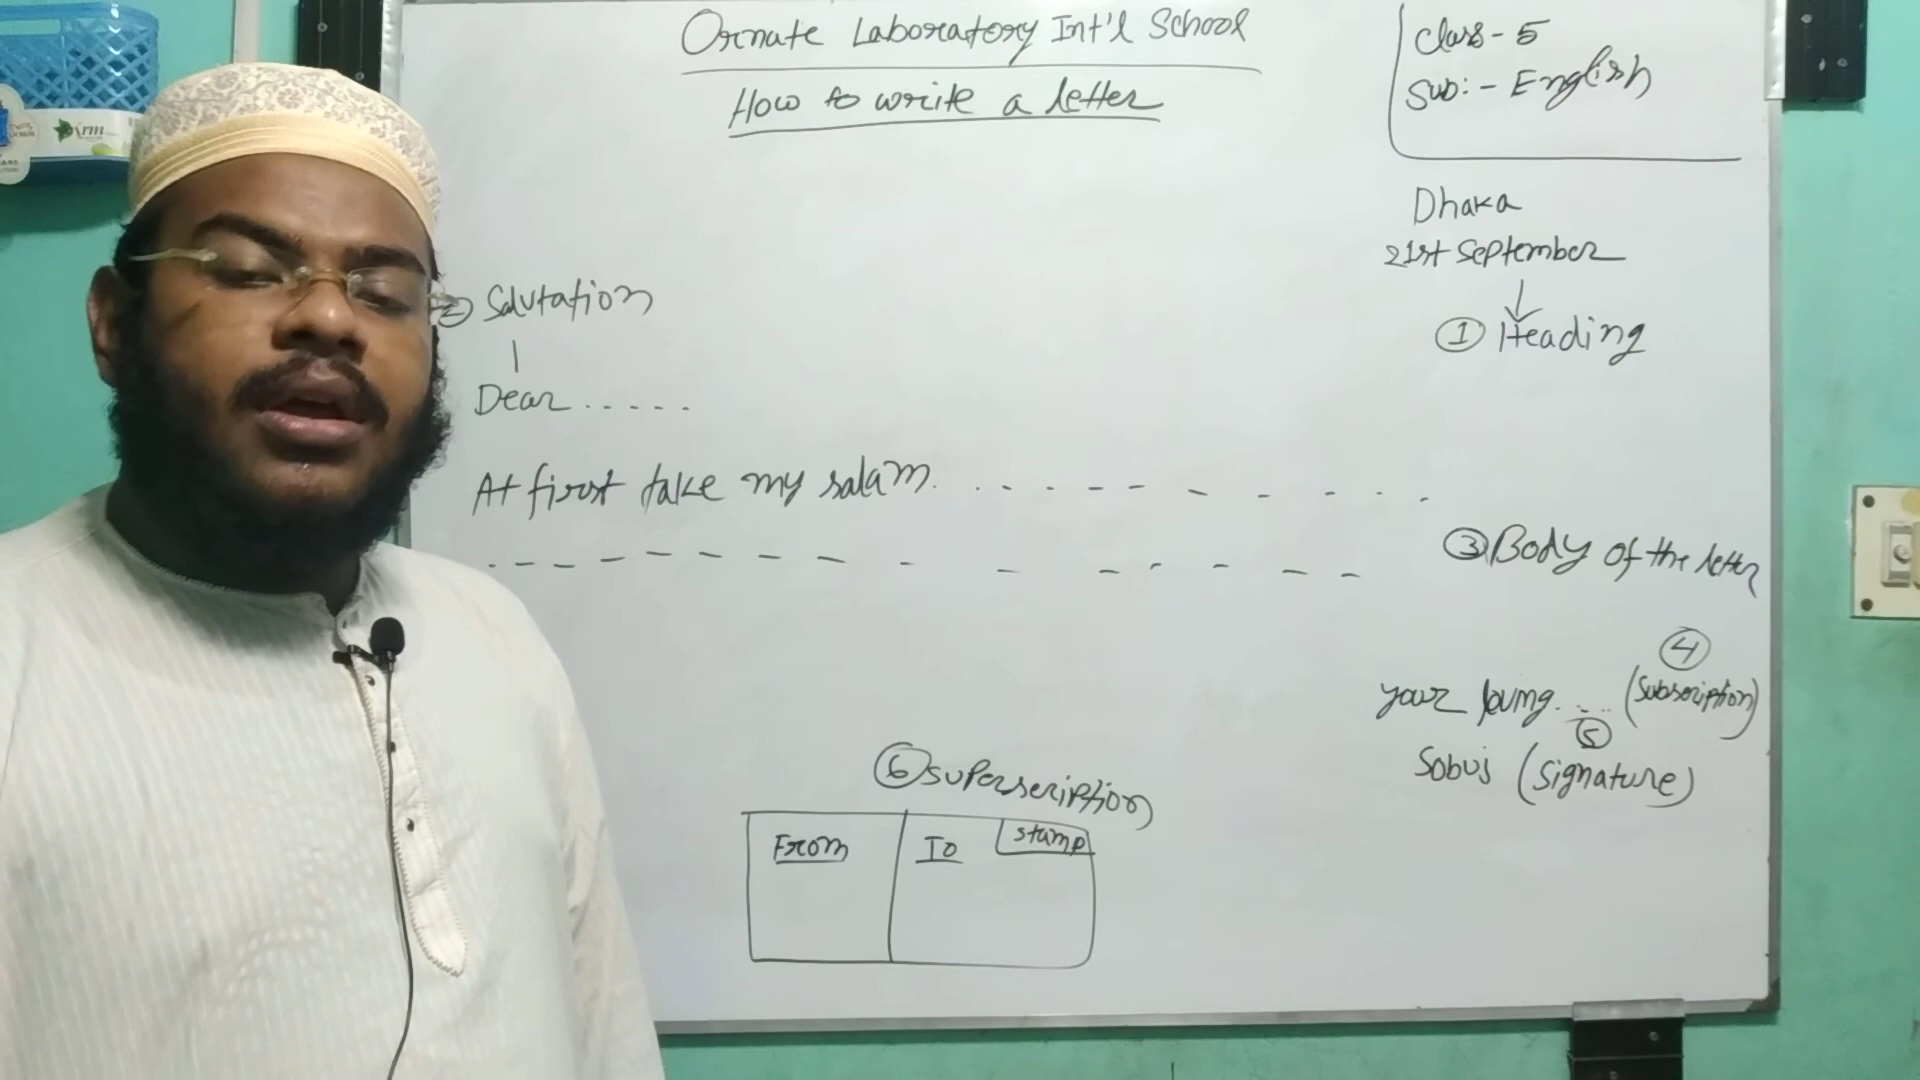 Ornate Laboratory Int'l School
How to write a letter
Class - 5
Sub: - English
Dhaka
21st September
① Heading
② Salutation
Dear .....
At first take my salam. . . . . - - - - - - . . .
③ Body of the letter
④
your loving. ... (Subscription)
⑤
Sobuj (Signature)
⑥ Superscription
From
To
Stamp